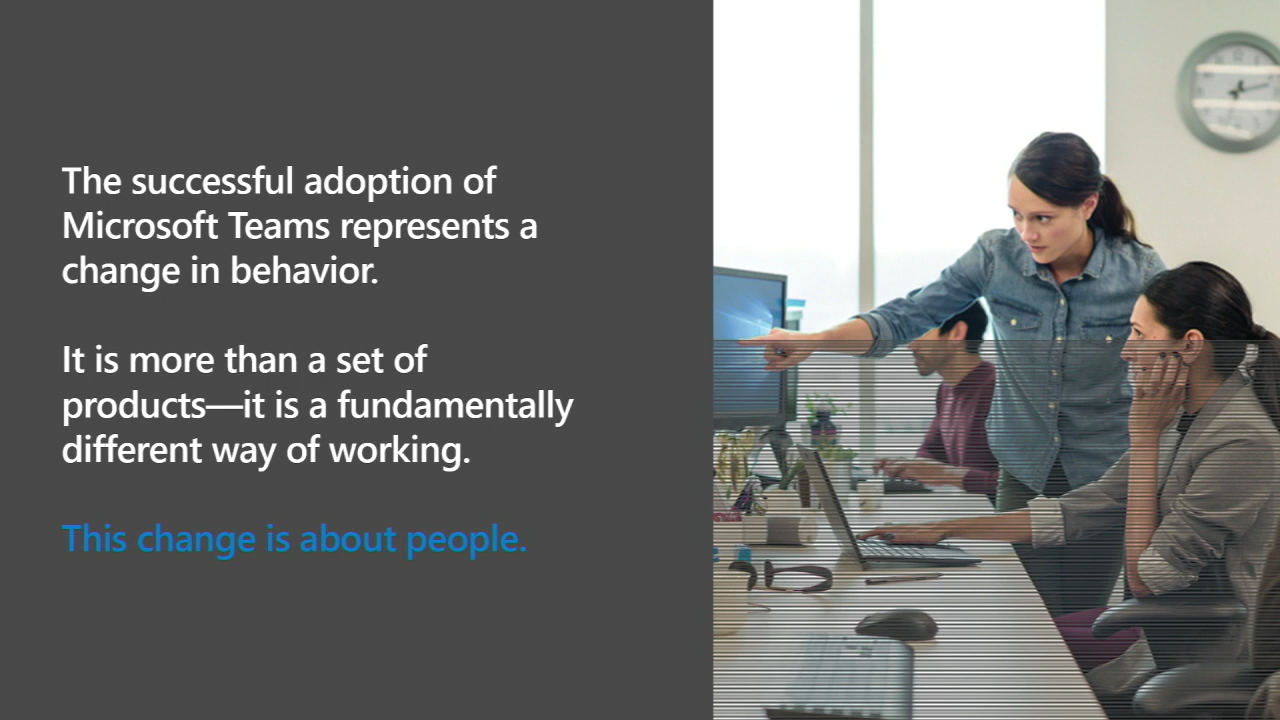 The successful adoption of
Microsoft Teams represents a
change in behavior.
It is more than a set of
products—it is a fundamentally
different way of working.
This change is about people.